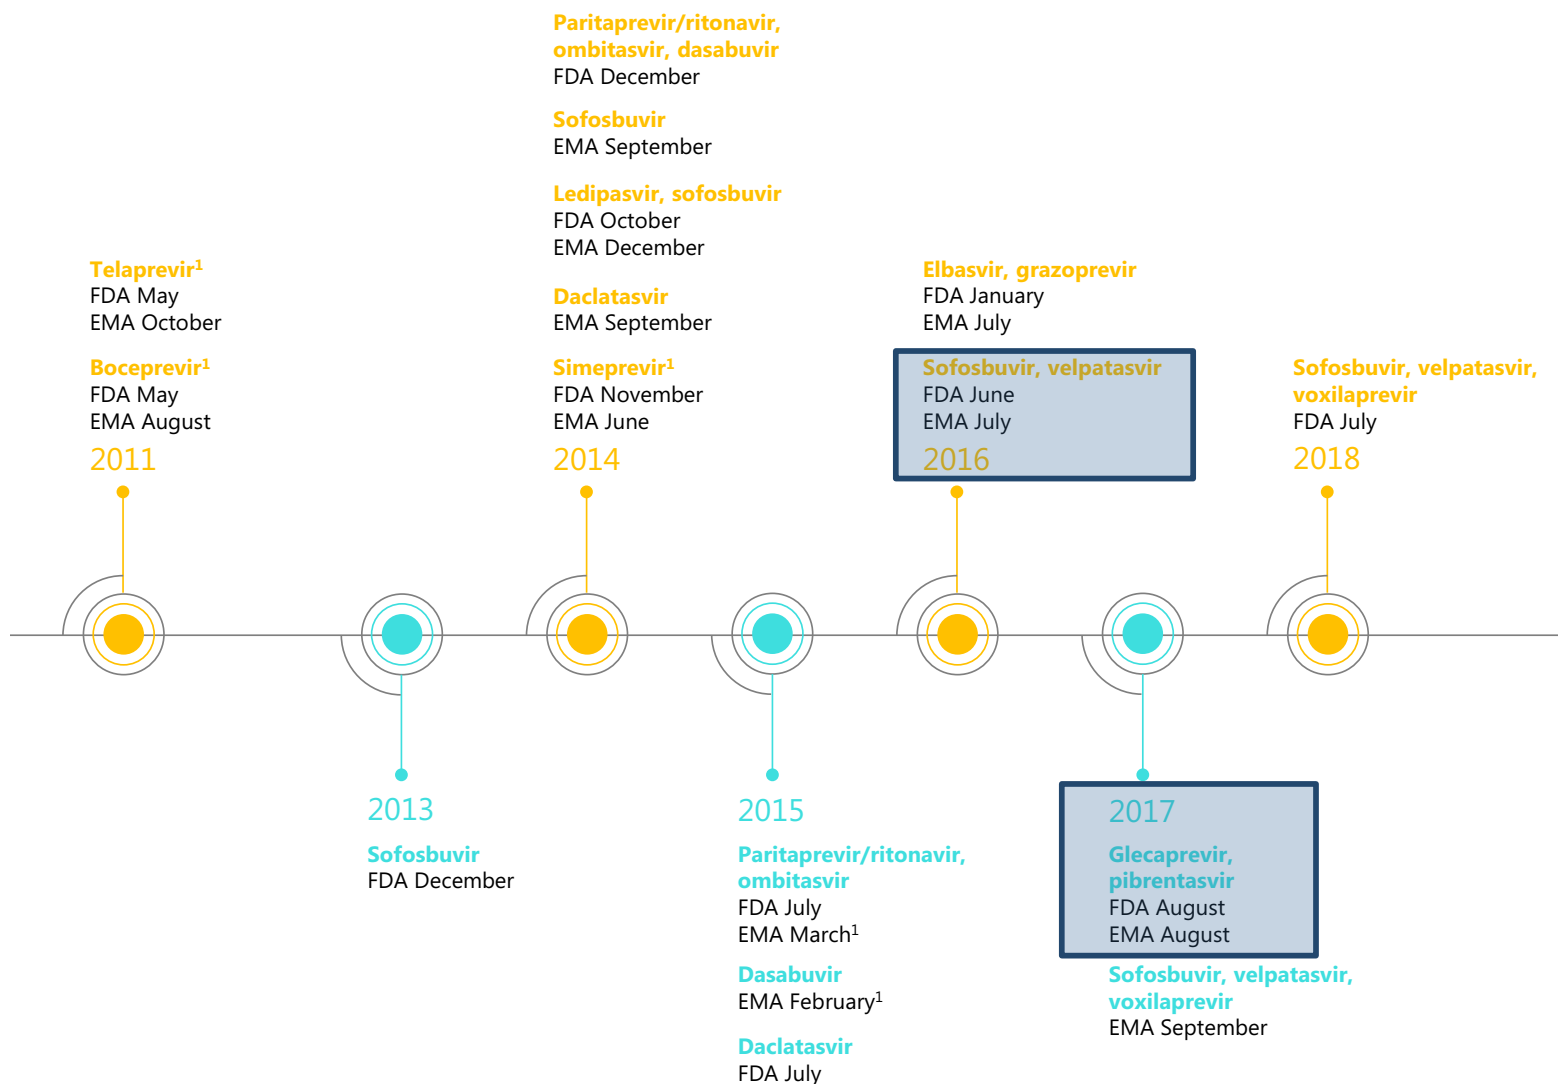 Paritaprevir/ritonavir,
ombitasvir, dasabuvir
FDA December
Sofosbuvir
EMA September
Ledipasvir, sofosbuvir
FDA October
EMA December
Daclatasvir
EMA September
Simeprevir¹
FDA November
EMA June
2014
Telaprevir¹
FDA May
EMA October
Boceprevir¹
FDA May
EMA August
2011
Elbasvir, grazoprevir
FDA January
EMA July
Sofosbuvir, velpatasvir
FDA June
EMA July
2016
Sofosbuvir, velpatasvir,
voxilaprevir
FDA July
2018
2013
Sofosbuvir
FDA December
2015
Paritaprevir/ritonavir,
ombitasvir
FDA July
EMA March¹
Dasabuvir
EMA February¹
Daclatasvir
FDA July
2017
Glecaprevir,
pibrentasvir
FDA August
EMA August
Sofosbuvir, velpatasvir,
voxilaprevir
EMA September